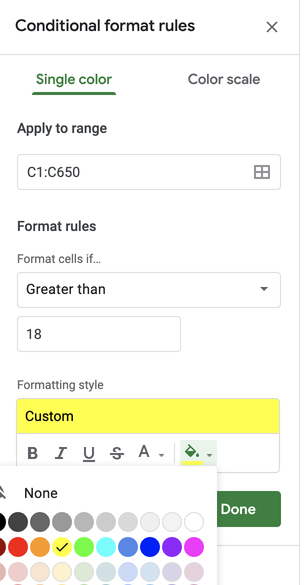 Conditional format rules
Single color Color scale
Apply to range
C1:C650
Format rules
Format cells if…
Greater than
18
Formatting style
Custom
B I U S A
None
Done